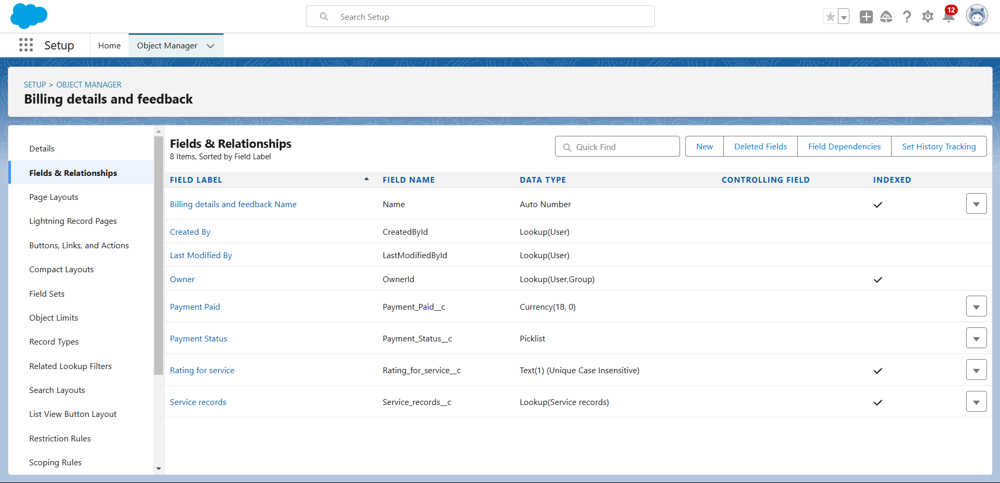 Search Setup
12
Setup
Home
Object Manager
SETUP > OBJECT MANAGER
Billing details and feedback
Details
Fields & Relationships
Page Layouts
Lightning Record Pages
Buttons, Links, and Actions
Compact Layouts
Field Sets
Object Limits
Record Types
Related Lookup Filters
Search Layouts
List View Button Layout
Restriction Rules
Scoping Rules
Fields & Relationships
8 Items, Sorted by Field Label
Quick Find
New
Deleted Fields
Field Dependencies
Set History Tracking
FIELD LABEL FIELD NAME DATA TYPE CONTROLLING FIELD INDEXED
Billing details and feedback Name Name Auto Number
Created By CreatedById Lookup(User)
Last Modified By LastModifiedById Lookup(User)
Owner OwnerId Lookup(User,Group)
Payment Paid Payment_Paid__c Currency(18, 0)
Payment Status Payment_Status__c Picklist
Rating for service Rating_for_service__c Text(1) (Unique Case Insensitive)
Service records Service_records__c Lookup(Service records)